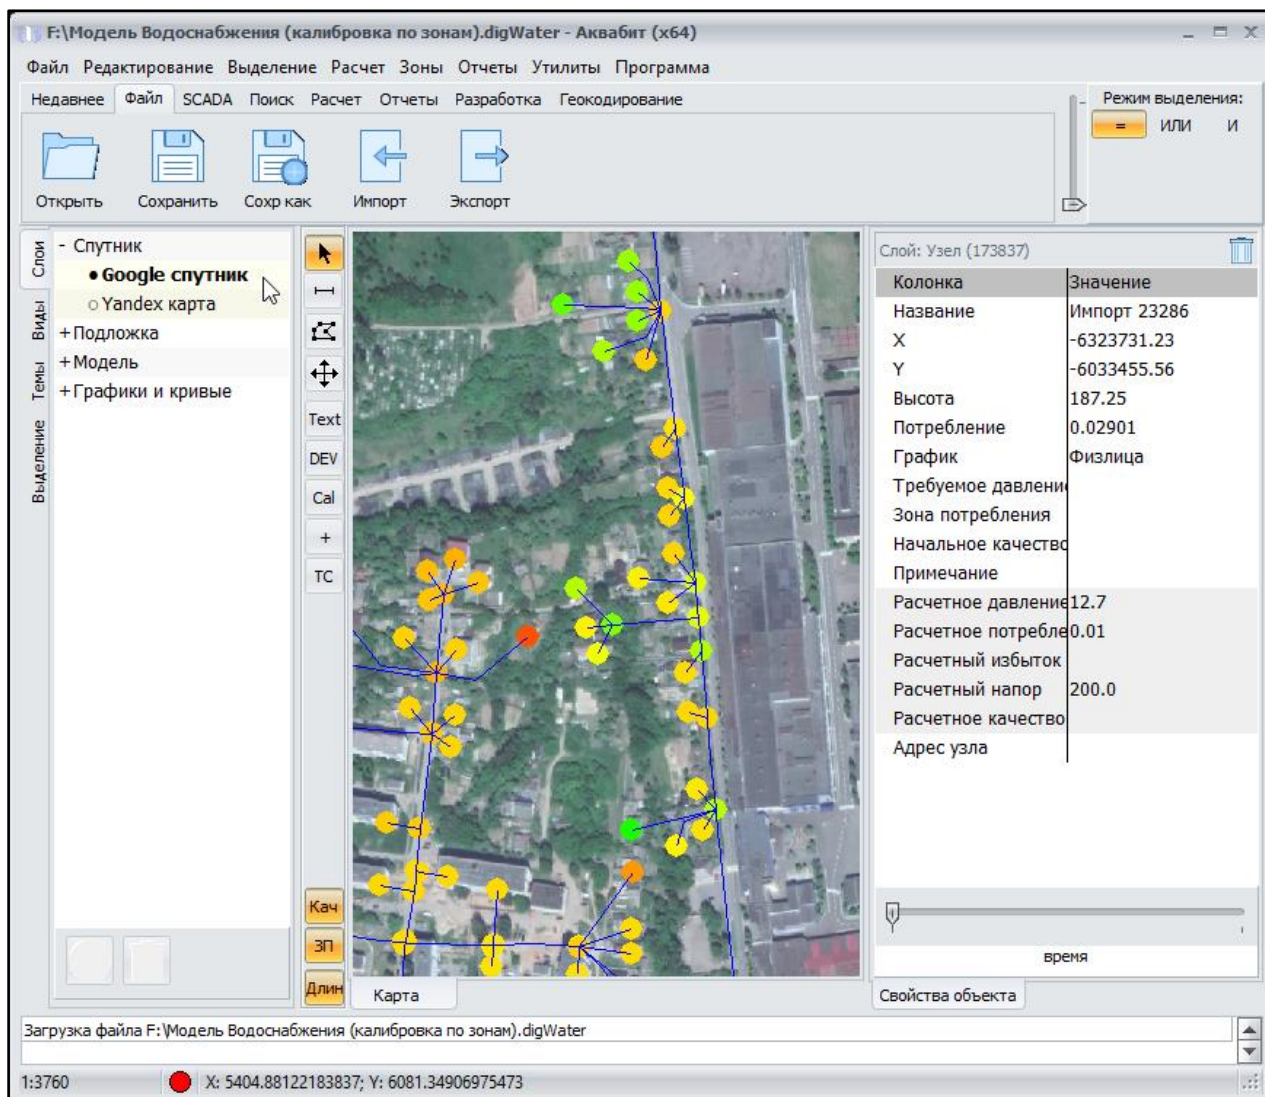 F:\Модель Водоснабжения (калибровка по зонам).digWater - Аквабит (x64)
Файл Редактирование Выделение Расчет Зоны Отчеты Утилиты Программа
Недавнее Файл SCADA Поиск Расчет Отчеты Разработка Геокодирование
Режим выделения:
= ИЛИ И
Открыть Сохранить Сохр как Импорт Экспорт
Слои
Виды
Темы
Выделение
- Спутник
Google спутник
Yandex карта
+Подложка
+Модель
+Графики и кривые
Text
DEV
Cal
+
TC
Кач
ЗП
Длин
Карта
Слой: Узел (173837)
Колонка Значение
Название Импорт 23286
X -6323731.23
Y -6033455.56
Высота 187.25
Потребление 0.02901
График Физлица
Требуемое давлени
Зона потребления
Начальное качество
Примечание
Расчетное давление 12.7
Расчетное потребле 0.01
Расчетный избыток
Расчетный напор 200.0
Расчетное качество
Адрес узла
время
Свойства объекта
Загрузка файла F:\Модель Водоснабжения (калибровка по зонам).digWater
1:3760 X: 5404.88122183837; Y: 6081.34906975473